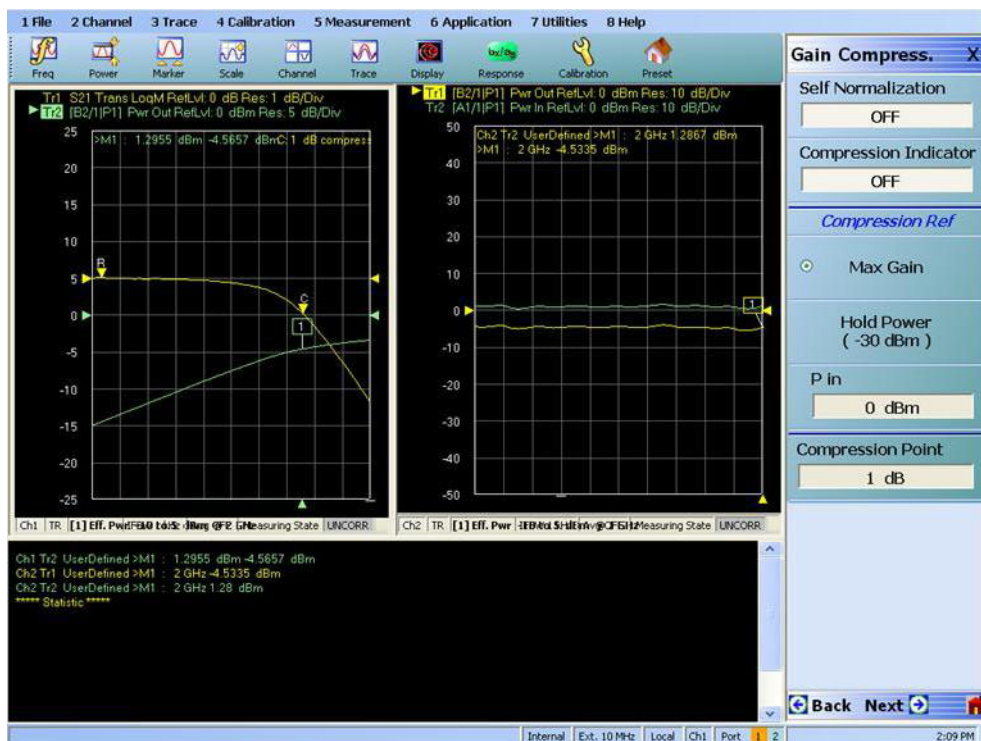 1 File 2 Channel 3 Trace 4 Calibration 5 Measurement 6 Application 7 Utilities 8 Help
Freq Power Marker Scale Channel Trace Display Response Calibration Preset
bx/ay
Tr1 S21 Trans LogM RefLvl: 0 dB Res: 1 dB/Div
Tr2 [B2/1|P1] Pwr Out RefLvl: 0 dBm Res: 5 dB/Div
>M1 : 1.2955 dBm -4.5657 dBm
C: 1 dB compress
25
20
15
10
5
0
-5
-10
-15
-20
-25
R
C
1
Ch1 TR
Measuring State UNCORR
Tr1 [B2/1|P1] Pwr Out RefLvl: 0 dBm Res: 10 dB/Div
Tr2 [A1/1|P1] Pwr In RefLvl: 0 dBm Res: 10 dB/Div
Ch2 Tr2 UserDefined >M1 : 2 GHz 1.2867 dBm
>M1 : 2 GHz -4.5335 dBm
50
40
30
20
10
0
-10
-20
-30
-40
-50
1
Ch2 TR [1] Eff. Pwr
Measuring State UNCORR
Ch1 Tr2 UserDefined >M1 : 1.2955 dBm -4.5657 dBm
Ch2 Tr1 UserDefined >M1 : 2 GHz -4.5335 dBm
Ch2 Tr2 UserDefined >M1 : 2 GHz 1.28 dBm
***** Statistic *****
Gain Compress. X
Self Normalization
OFF
Compression Indicator
OFF
Compression Ref
Max Gain
Hold Power
( -30 dBm )
P in
0 dBm
Compression Point
1 dB
Back Next
Internal Ext. 10 MHz Local Ch1 Port 1 2 2:09 PM